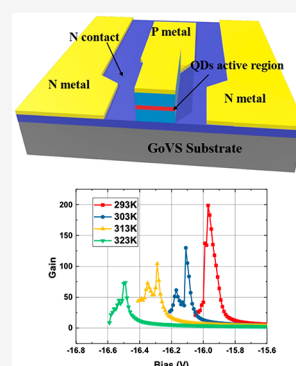 P metal
N contact
QDs active region
N metal
N metal
GoVS Substrate
200
293K
303K
313K
323K
150
100
50
0
Gain
-16.8 -16.6 -16.4 -16.2 -16.0 -15.8 -15.6
Bias (V)